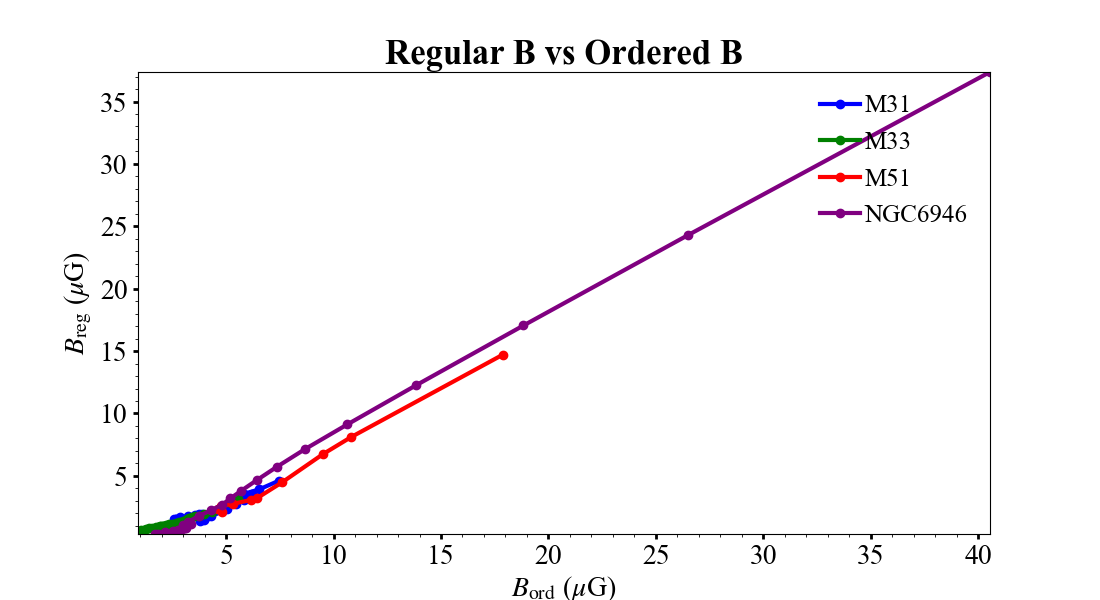 Regular B vs Ordered B
35
30
25
20
15
10
5
B_reg (μG)
M31
M33
M51
NGC6946
5 10 15 20 25 30 35 40
B_ord (μG)